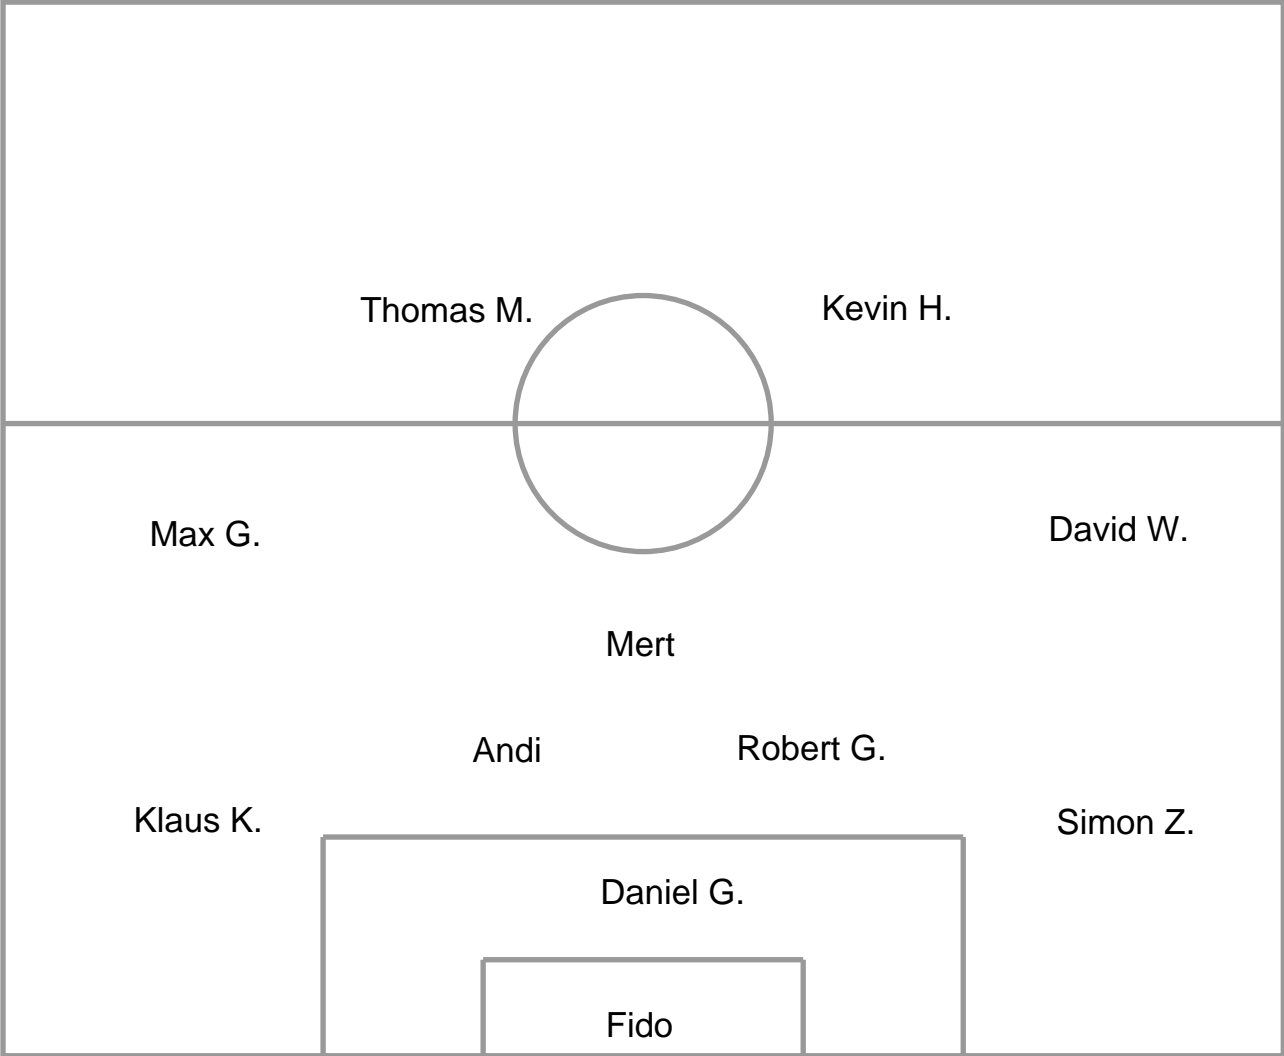 Thomas M.
Kevin H.
Max G.
David W.
Mert
Andi
Robert G.
Klaus K.
Simon Z.
Daniel G.
Fido